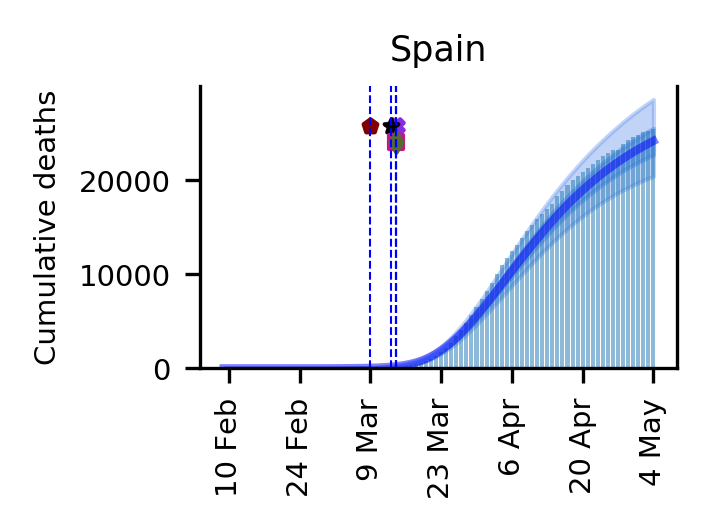 Spain
Cumulative deaths
20000
10000
0
10 Feb
24 Feb
9 Mar
23 Mar
6 Apr
20 Apr
4 May